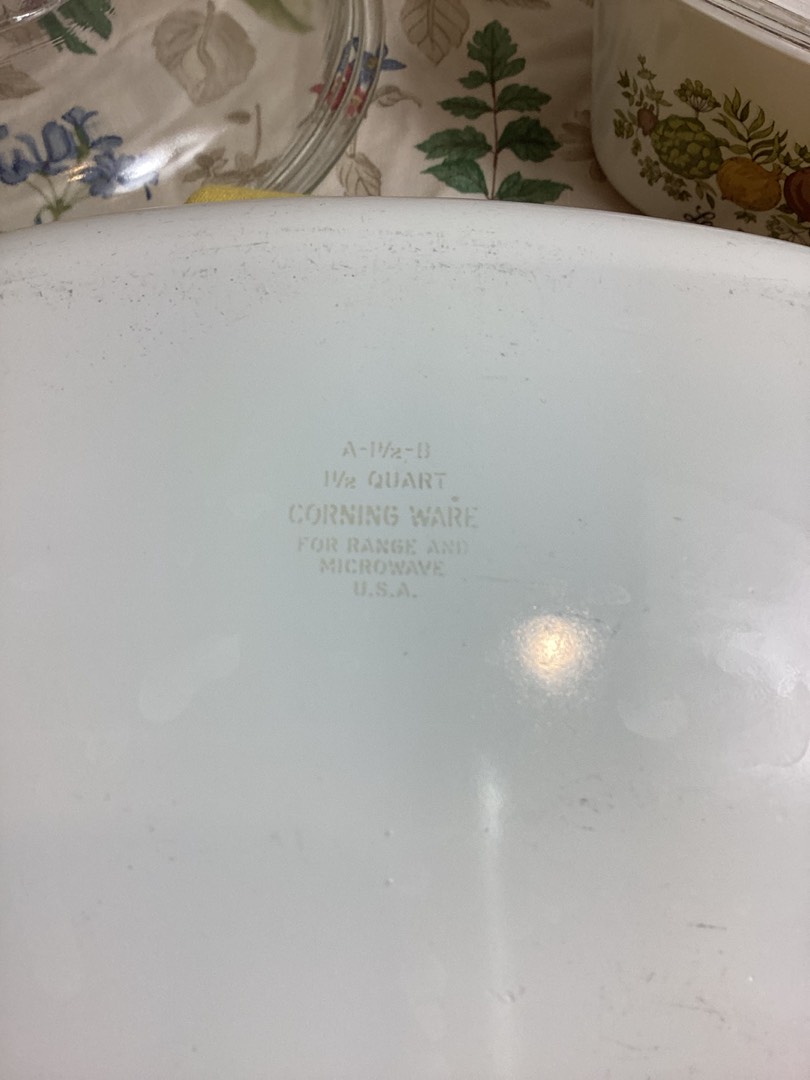 A-1½-B
1½ QUART
CORNING WARE
FOR RANGE AND
MICROWAVE
U.S.A.